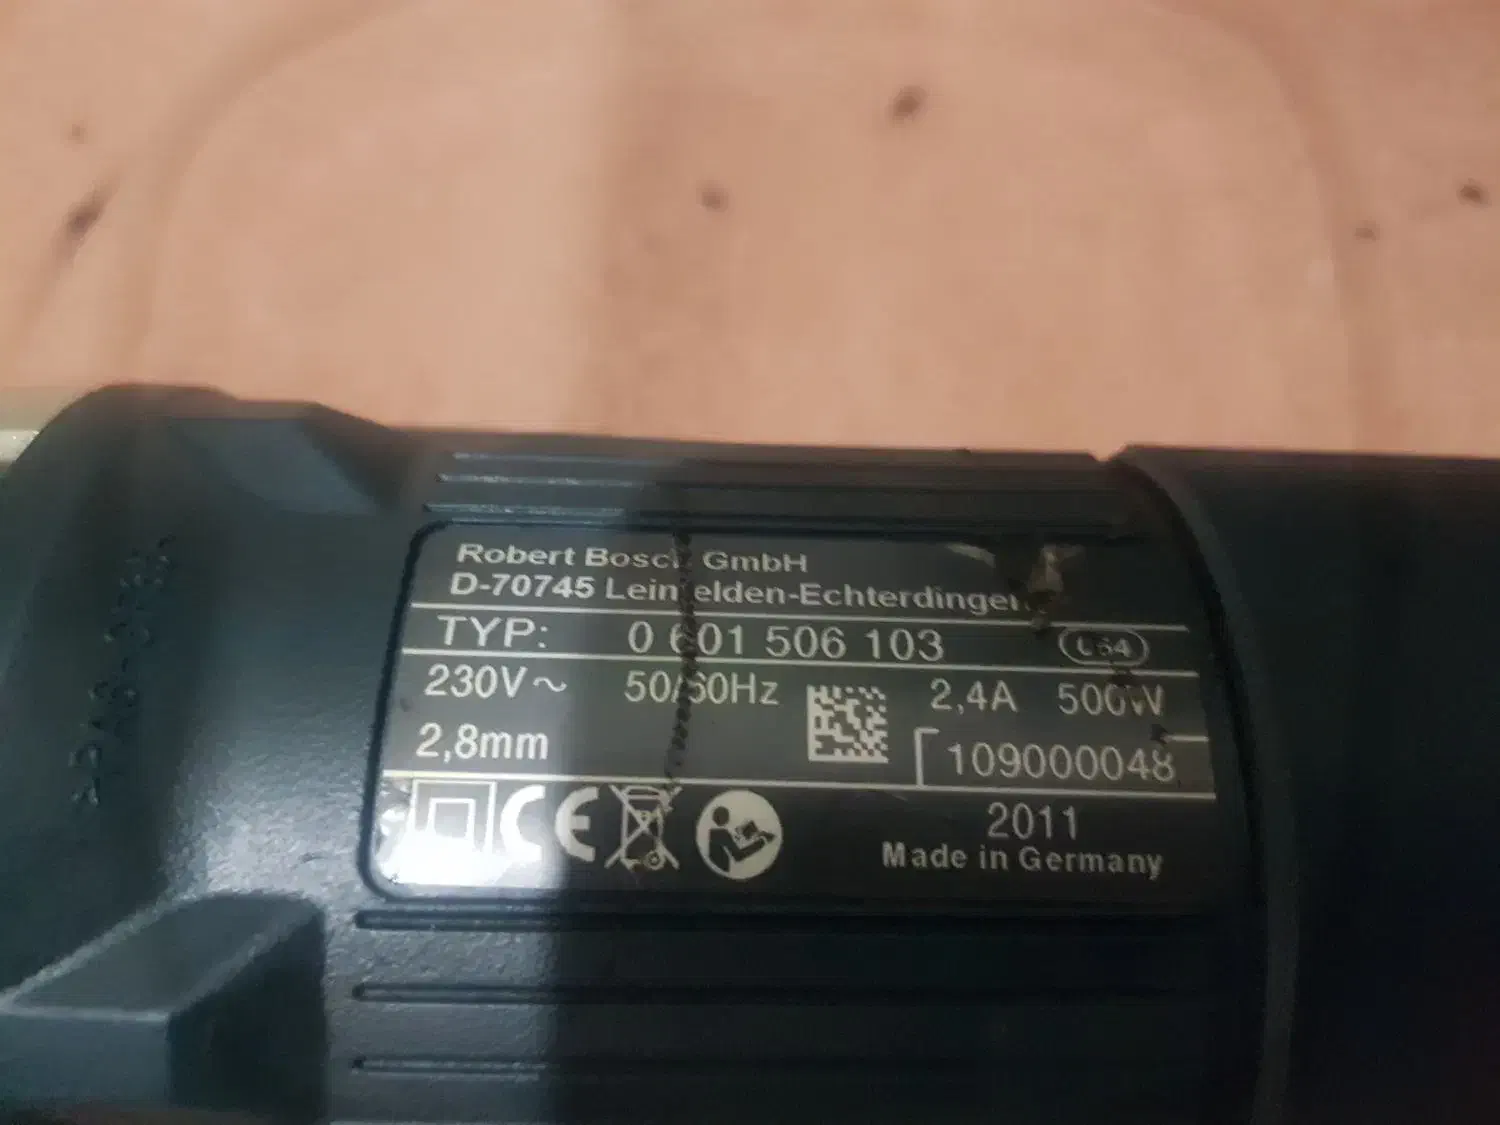 Robert Bosch GmbH
D-70745 Leinfelden-Echterdingen
TYP: 0 601 506 103
230V~ 50/60Hz 2,4A 500W
2,8mm 109000048
CE
2011
Made in Germany